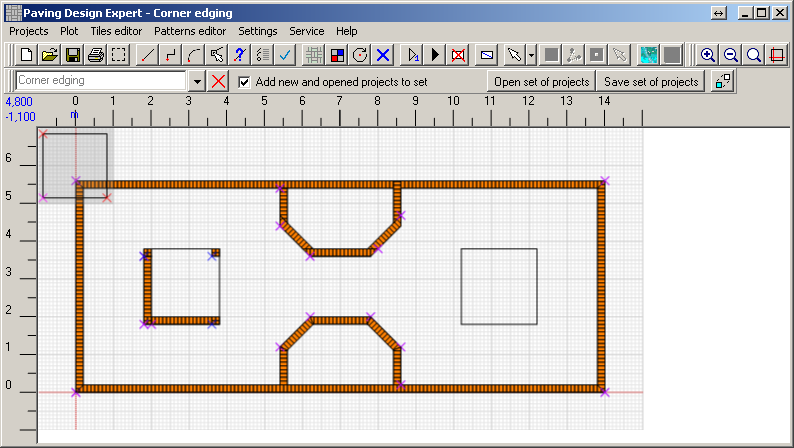 Paving Design Expert - Corner edging
Projects Plot Tiles editor Patterns editor Settings Service Help
Corner edging Add new and opened projects to set Open set of projects Save set of projects
4,800 0 1 2 3 4 5 6 7 8 9 10 11 12 13 14
-1,100 m
6
5
4
3
2
1
0